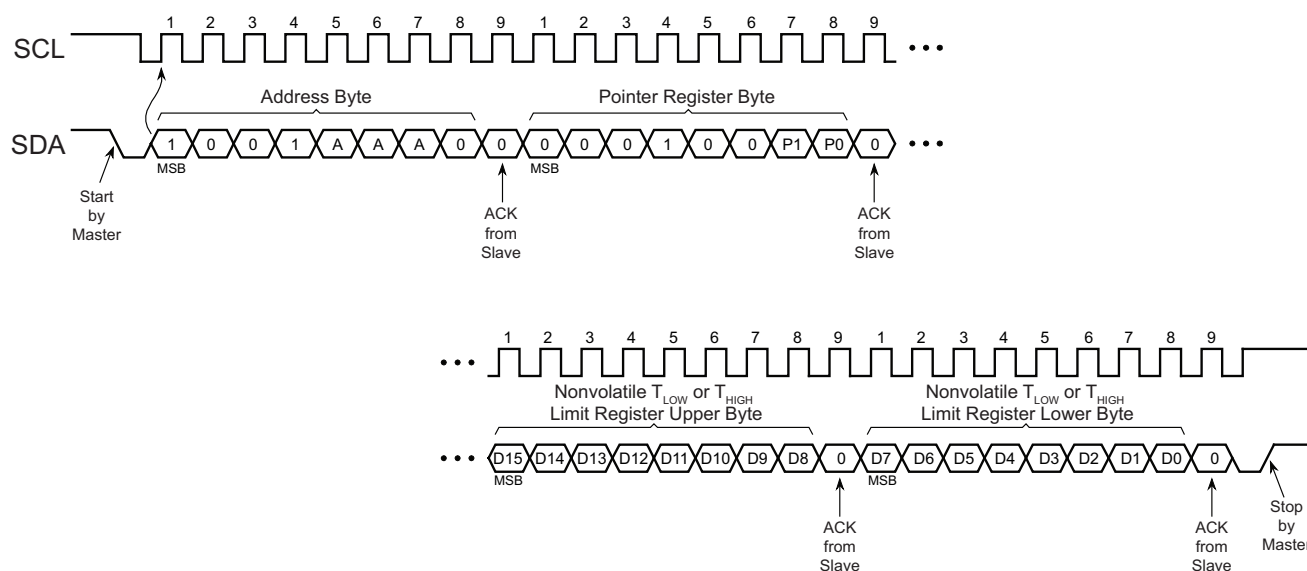 1 2 3 4 5 6 7 8 9 1 2 3 4 5 6 7 8 9
SCL
Address Byte Pointer Register Byte
SDA 1 0 0 1 A A A 0 0 0 0 0 1 0 0 P1 P0 0
MSB MSB
Start
by
Master
ACK
from
Slave
ACK
from
Slave
1 2 3 4 5 6 7 8 9 1 2 3 4 5 6 7 8 9
Nonvolatile TLOW or THIGH
Limit Register Upper Byte
Nonvolatile TLOW or THIGH
Limit Register Lower Byte
D15 D14 D13 D12 D11 D10 D9 D8 0 D7 D6 D5 D4 D3 D2 D1 D0 0
MSB MSB
ACK
from
Slave
ACK
from
Slave
Stop
by
Master